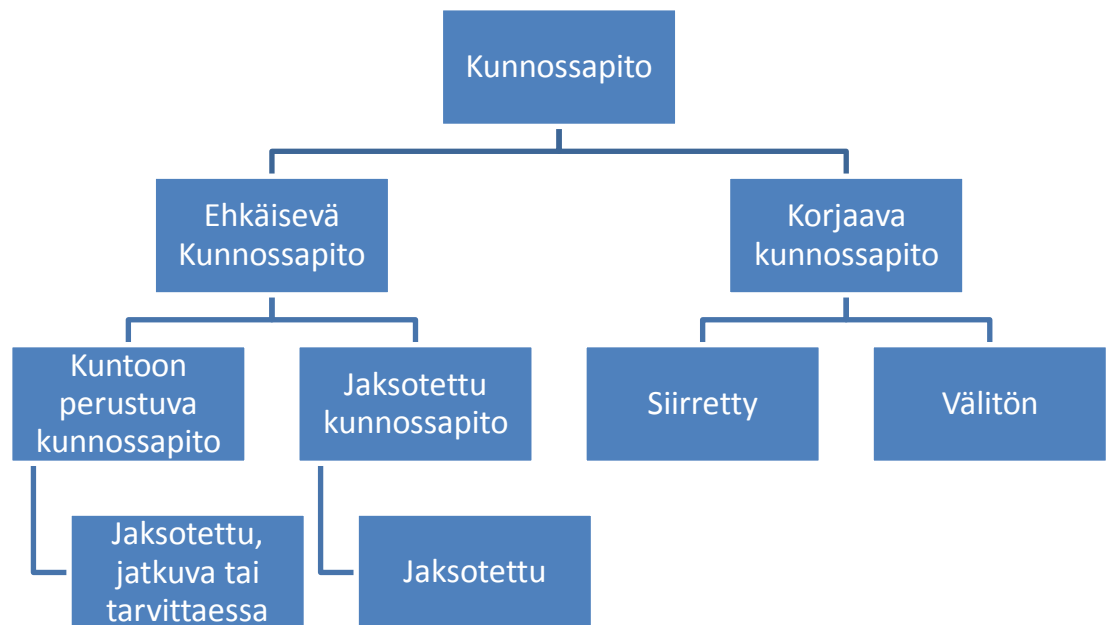 Kunnossapito
Ehkäisevä
Kunnossapito
Korjaava
kunnossapito
Kuntoon
perustuva
kunnossapito
Jaksotettu
kunnossapito
Siirretty
Välitön
Jaksotettu,
jatkuva tai
tarvittaessa
Jaksotettu